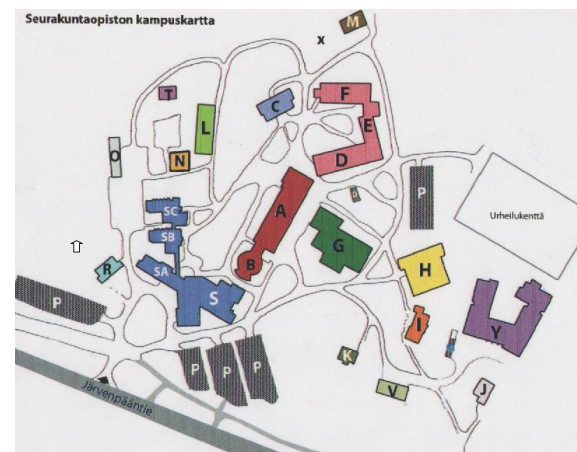 Seurakuntaopiston kampuskartta
M
x
T
L
C
F
E
O
N
D
P
SC
A
Urheilukenttä
SB
G
R
SA
B
H
P
S
I
Y
K
P
P
P
V
J
Järvenpääntie